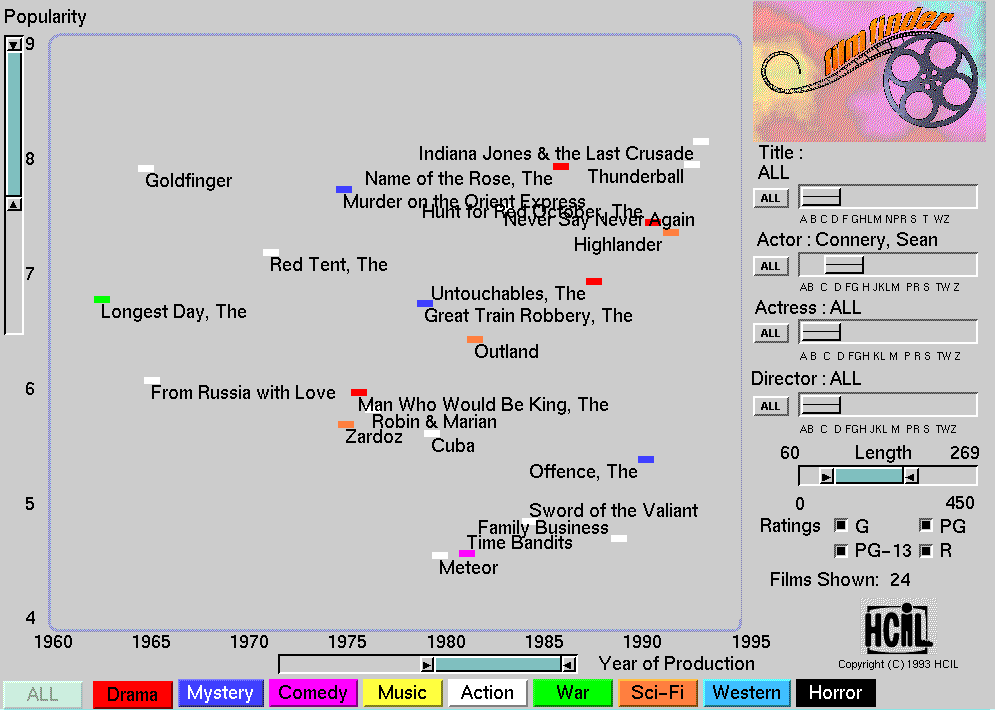 Popularity
filmfinder
9
8
7
6
5
4
Indiana Jones & the Last Crusade
Goldfinger
Name of the Rose, The
Thunderball
Murder on the Orient Express
Hunt for Red October, The
Never Say Never Again
Highlander
Red Tent, The
Untouchables, The
Longest Day, The
Great Train Robbery, The
Outland
From Russia with Love
Man Who Would Be King, The
Robin & Marian
Zardoz
Cuba
Offence, The
Sword of the Valiant
Family Business
Time Bandits
Meteor
1960 1965 1970 1975 1980 1985 1990 1995
Year of Production
Title :
ALL
ALL
A B C D F GHLM NPR S T WZ
Actor : Connery, Sean
ALL
AB C D FG H JKLM PR S TWZ
Actress : ALL
ALL
A B C D FGH KL M P R S TW Z
Director : ALL
ALL
AB C D FG H JKL M P R S TWZ
60 Length 269
0 450
Ratings G PG
PG-13 R
Films Shown: 24
HCIL
Copyright (C) 1993 HCIL
ALL Drama Mystery Comedy Music Action War Sci-Fi Western Horror